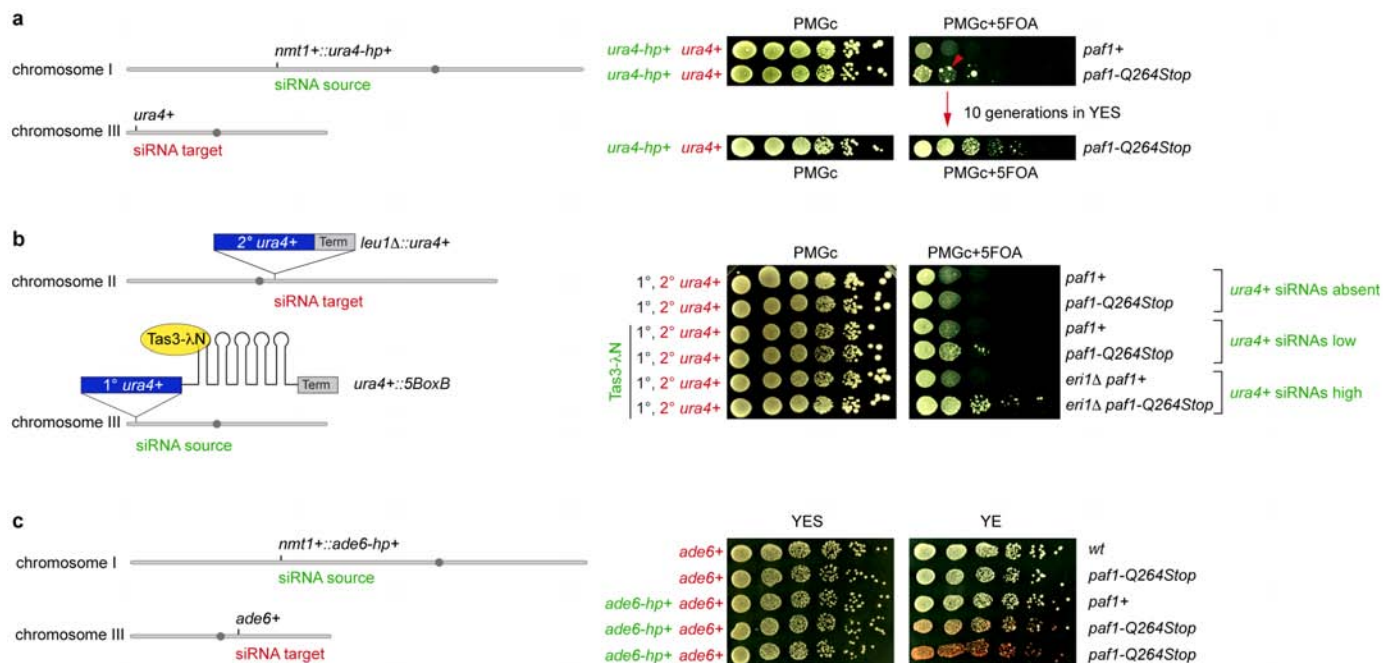 a
PMGc PMGc+5FOA
nmt1+::ura4-hp+
chromosome I
siRNA source
ura4-hp+ ura4+ paf1+
ura4-hp+ ura4+ paf1-Q264Stop
ura4+
chromosome III
siRNA target
10 generations in YES
ura4-hp+ ura4+ paf1-Q264Stop
PMGc PMGc+5FOA
b
2° ura4+ Term leu1Δ::ura4+
chromosome II
siRNA target
Tas3-λN
1° ura4+ Term ura4+::5BoxB
chromosome III
siRNA source
PMGc PMGc+5FOA
1°, 2° ura4+ paf1+
1°, 2° ura4+ paf1-Q264Stop
ura4+ siRNAs absent
Tas3-λN
1°, 2° ura4+ paf1+
1°, 2° ura4+ paf1-Q264Stop
ura4+ siRNAs low
1°, 2° ura4+ eri1Δ paf1+
1°, 2° ura4+ eri1Δ paf1-Q264Stop
ura4+ siRNAs high
c
YES YE
nmt1+::ade6-hp+
chromosome I
siRNA source
ade6+
chromosome III
siRNA target
ade6+ wt
ade6+ paf1-Q264Stop
ade6-hp+ ade6+ paf1+
ade6-hp+ ade6+ paf1-Q264Stop
ade6-hp+ ade6+ paf1-Q264Stop